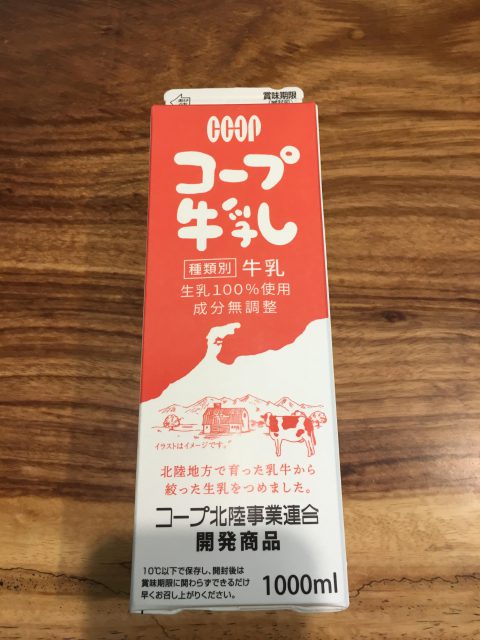 賞味期限
(開封前)
COOP
コープ
牛乳
種類別 牛乳
生乳100%使用
成分無調整
イラストはイメージです。
北陸地方で育った乳牛から
絞った生乳をつめました。
コープ北陸事業連合
開発商品
10℃以下で保存し、開封後は
賞味期限に関わらずできるだけ
早くお召し上がりください。
1000ml